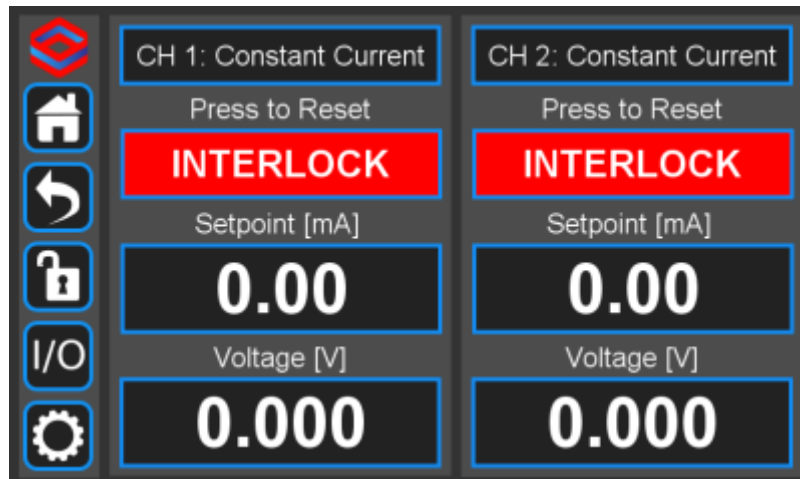 CH 1: Constant Current
Press to Reset
INTERLOCK
Setpoint [mA]
0.00
Voltage [V]
0.000
CH 2: Constant Current
Press to Reset
INTERLOCK
Setpoint [mA]
0.00
Voltage [V]
0.000
I/O